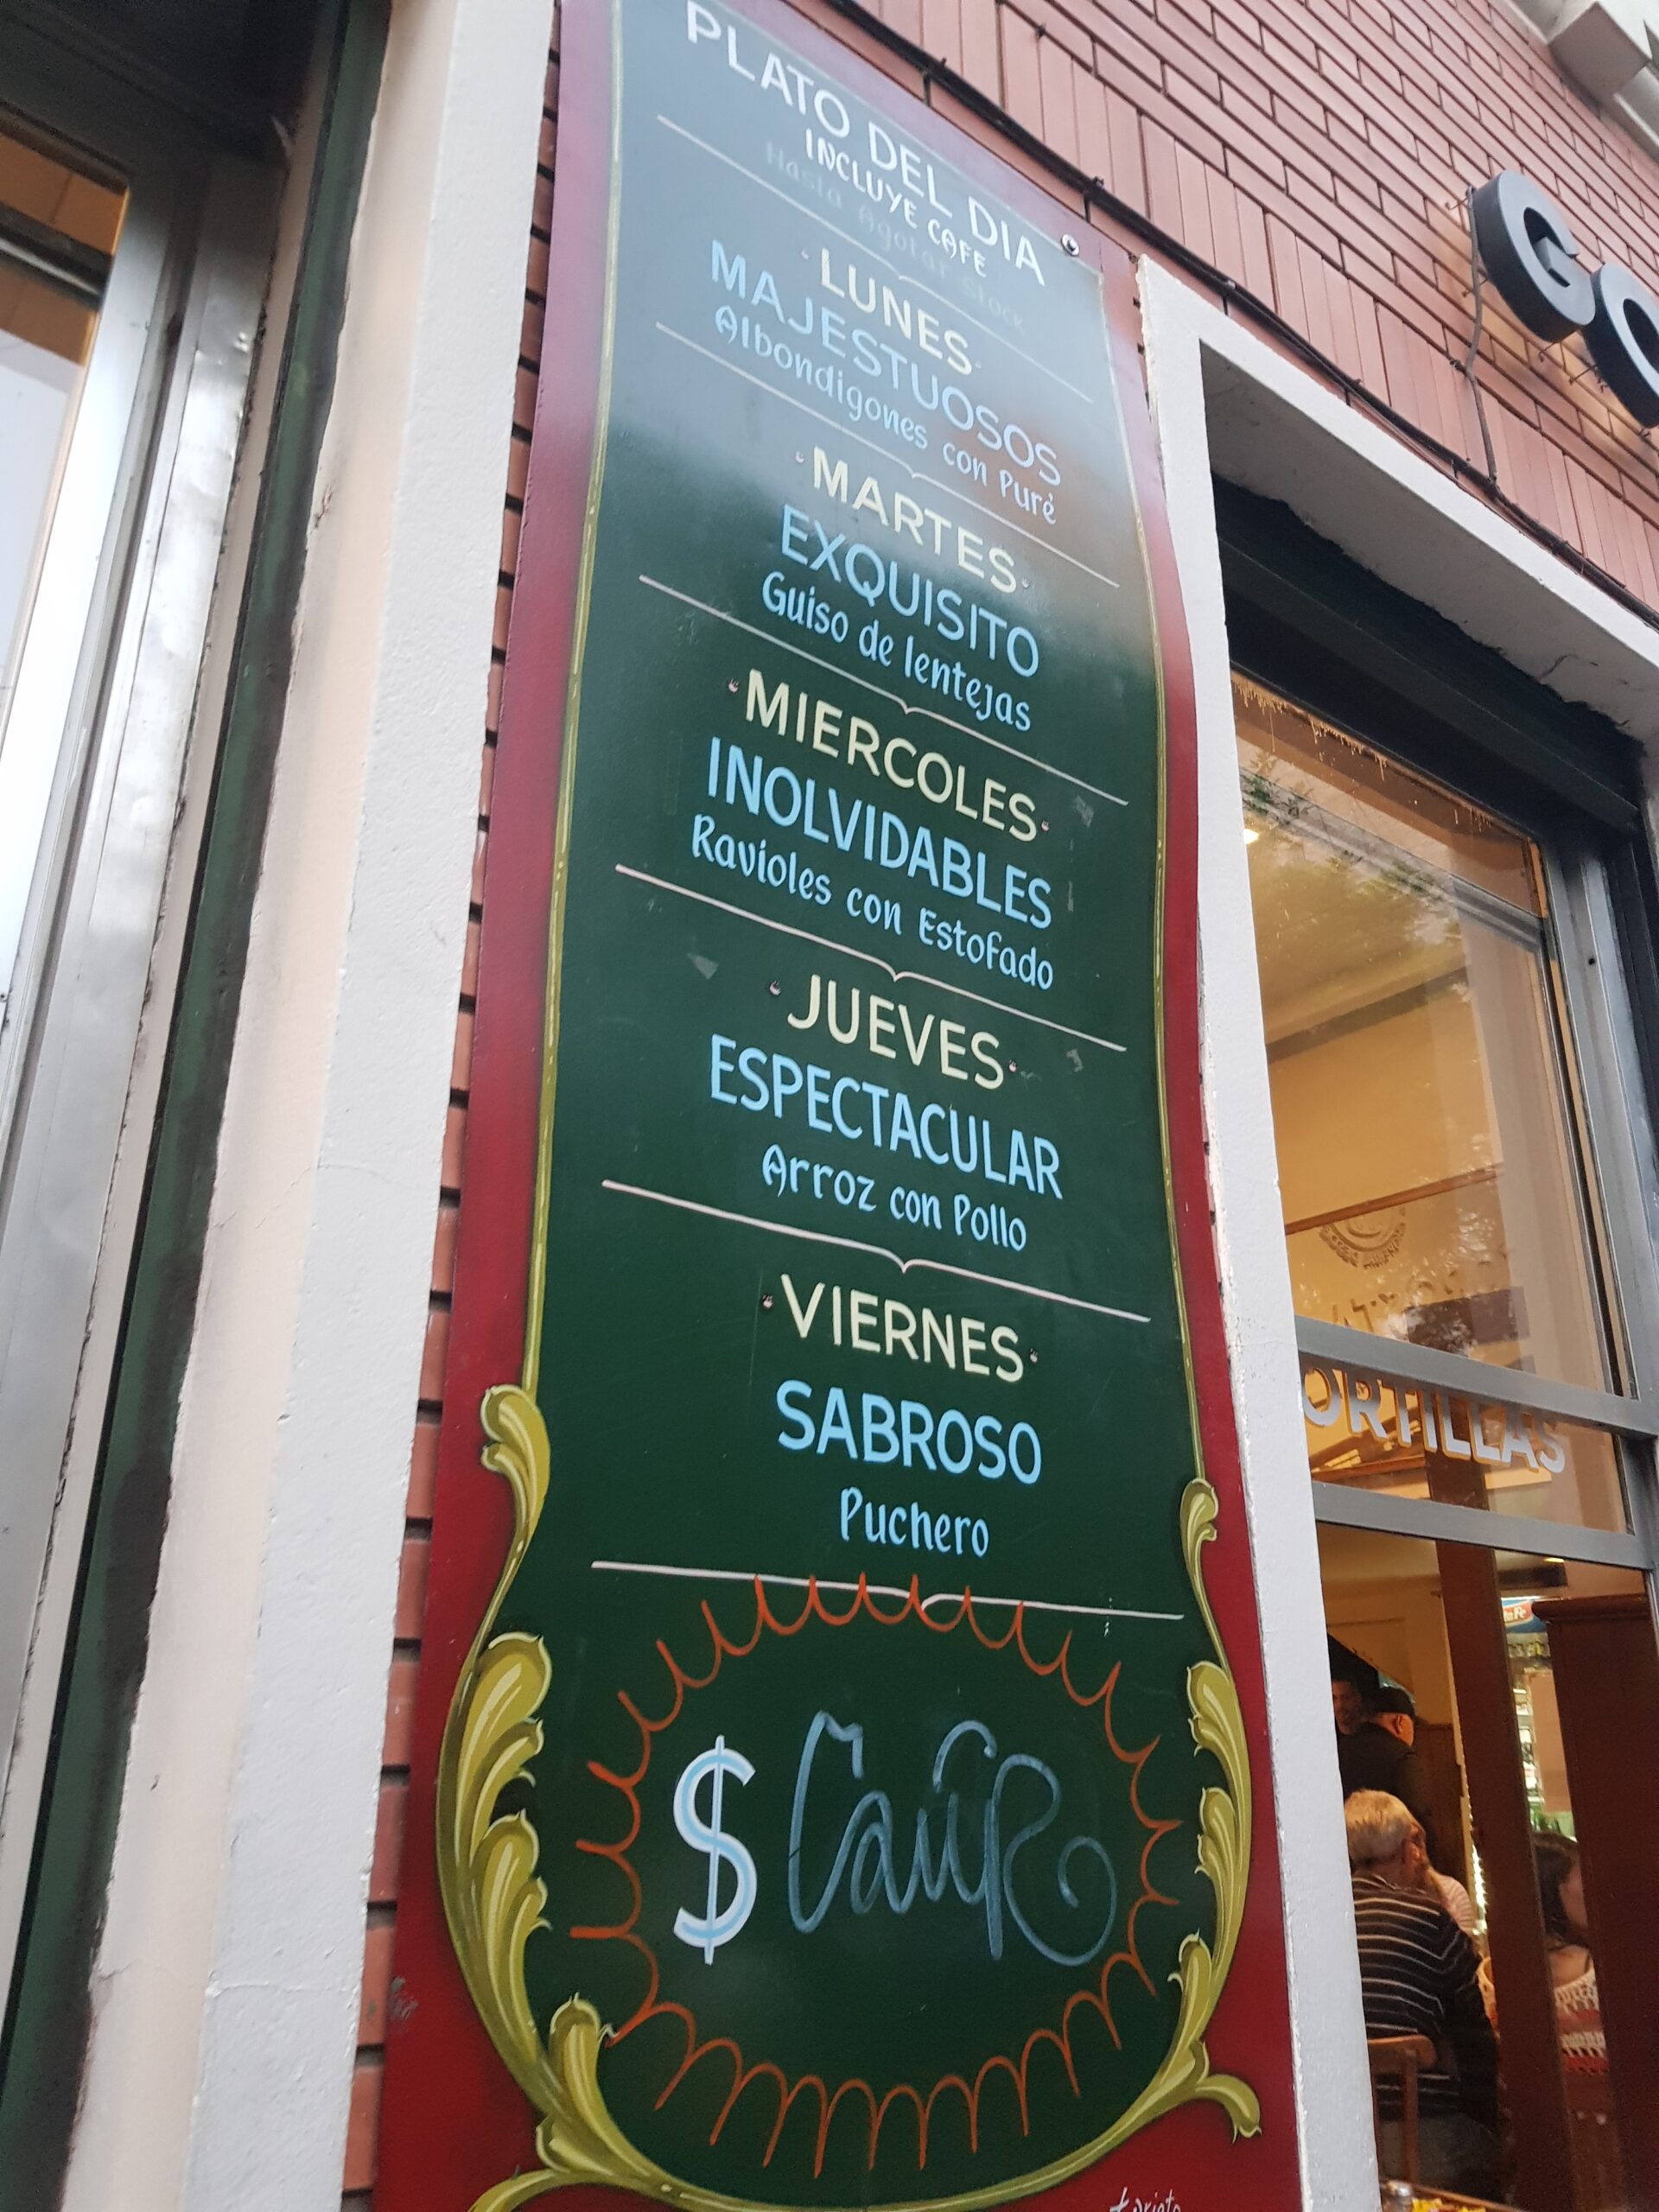 PLATO DEL DIA
INCLUYE CAFE
Hasta Agotar Stock
LUNES
MAJESTUOSOS
Albondigones con Puré
MARTES
EXQUISITO
Guiso de lentejas
MIERCOLES
INOLVIDABLES
Ravioles con Estofado
JUEVES
ESPECTACULAR
Arroz con Pollo
VIERNES
SABROSO
Puchero
$
GO
ORTILLAS